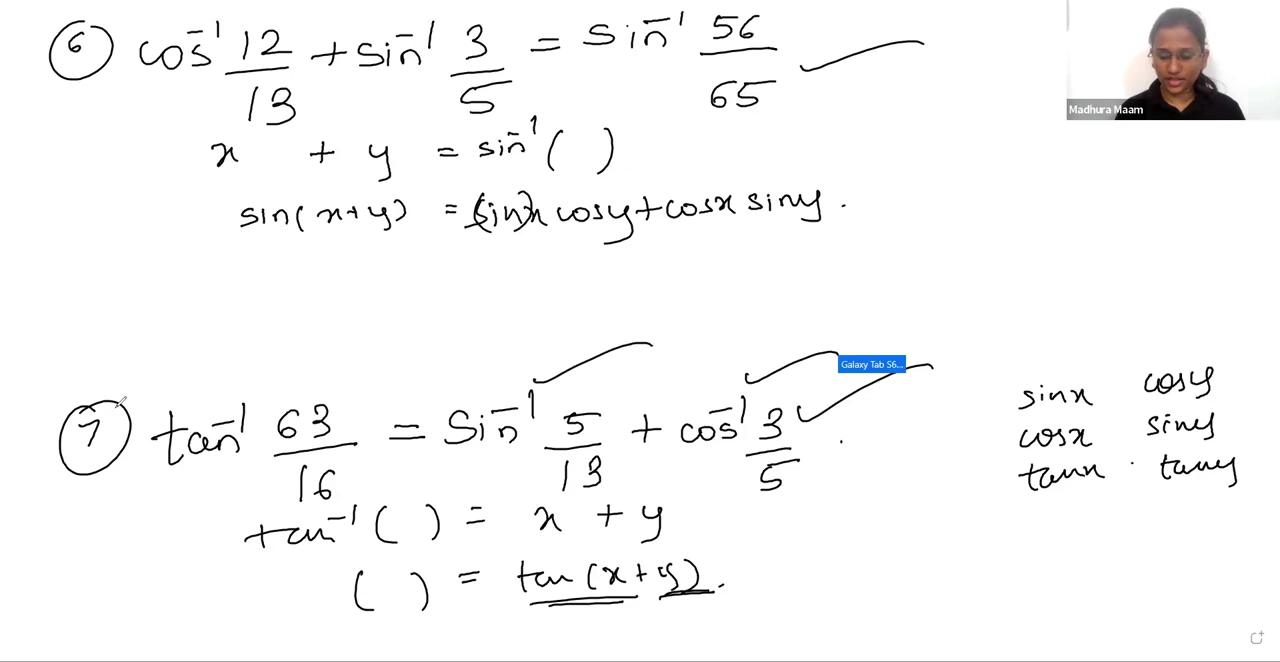 ⑥ cos⁻¹ 12/13 + sin⁻¹ 3/5 = sin⁻¹ 56/65
Madhura Maam
x + y = sin⁻¹ ( )
sin(x+y) = (sin)x cosy + cosx siny .
Galaxy Tab S6...
⑦ tan⁻¹ 63/16 = Sin⁻¹ 5/13 + cos⁻¹ 3/5 .
sinx cosy
cosx siny
tanx · tany
tan⁻¹ ( ) = x + y
( ) = tan(x+y).